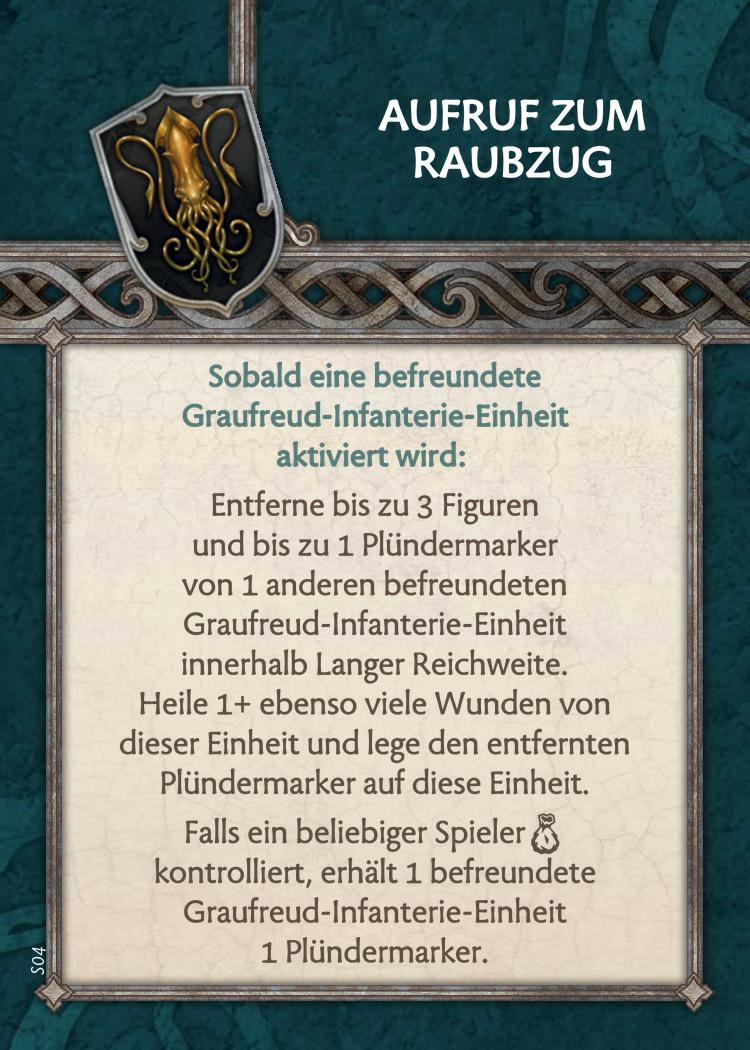 AUFRUF ZUM
RAUBZUG
Sobald eine befreundete
Graufreud-Infanterie-Einheit
aktiviert wird:
Entferne bis zu 3 Figuren
und bis zu 1 Plündermarker
von 1 anderen befreundeten
Graufreud-Infanterie-Einheit
innerhalb Langer Reichweite.
Heile 1+ ebenso viele Wunden von
dieser Einheit und lege den entfernten
Plündermarker auf diese Einheit.
Falls ein beliebiger Spieler
kontrolliert, erhält 1 befreundete
Graufreud-Infanterie-Einheit
1 Plündermarker.
S04